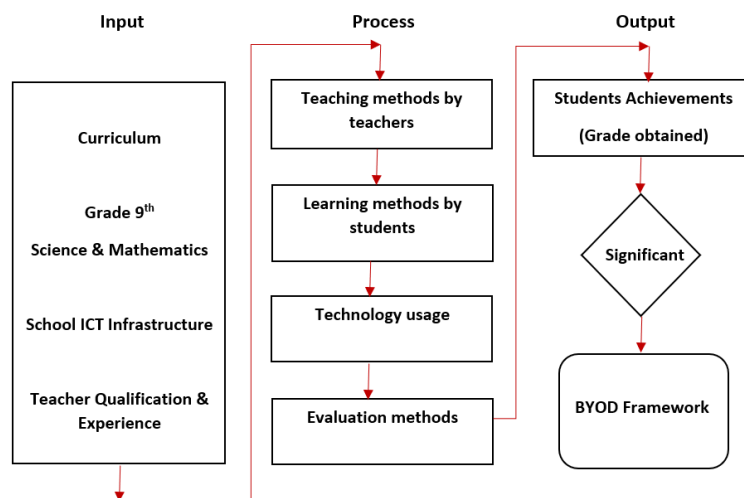 Input
Curriculum
Grade 9th
Science & Mathematics
School ICT Infrastructure
Teacher Qualification &
Experience
Process
Teaching methods by
teachers
Learning methods by
students
Technology usage
Evaluation methods
Output
Students Achievements
(Grade obtained)
Significant
BYOD Framework